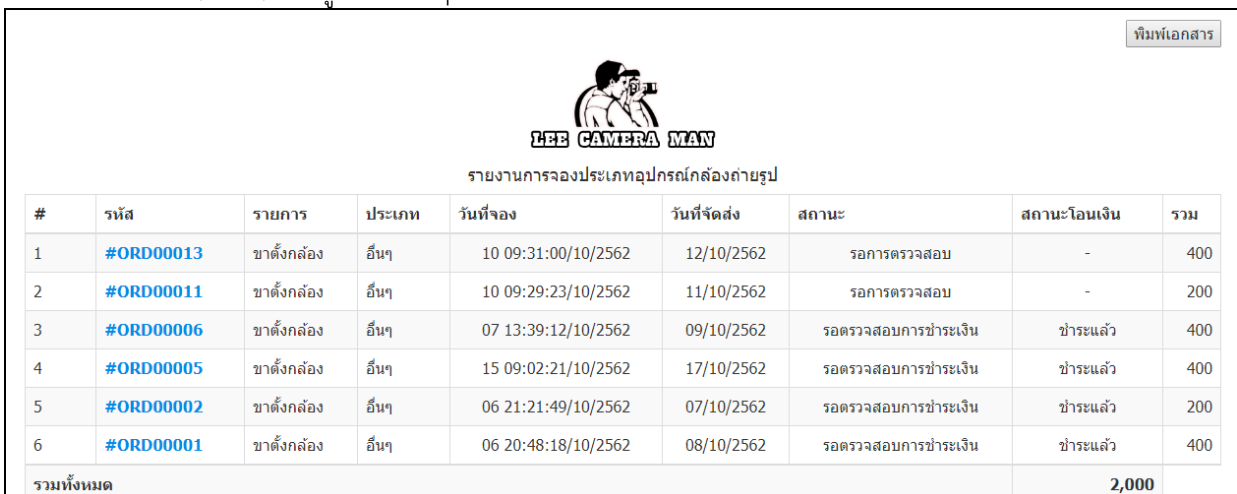 พิมพ์เอกสาร
LEE CAMERA MAN
รายงานการจองประเภทอุปกรณ์กล้องถ่ายรูป
# รหัส รายการ ประเภท วันที่จอง วันที่จัดส่ง สถานะ สถานะโอนเงิน รวม
1 #ORD00013 ขาตั้งกล้อง อื่นๆ 10 09:31:00/10/2562 12/10/2562 รอการตรวจสอบ - 400
2 #ORD00011 ขาตั้งกล้อง อื่นๆ 10 09:29:23/10/2562 11/10/2562 รอการตรวจสอบ - 200
3 #ORD00006 ขาตั้งกล้อง อื่นๆ 07 13:39:12/10/2562 09/10/2562 รอตรวจสอบการชำระเงิน ชำระแล้ว 400
4 #ORD00005 ขาตั้งกล้อง อื่นๆ 15 09:02:21/10/2562 17/10/2562 รอตรวจสอบการชำระเงิน ชำระแล้ว 400
5 #ORD00002 ขาตั้งกล้อง อื่นๆ 06 21:21:49/10/2562 07/10/2562 รอตรวจสอบการชำระเงิน ชำระแล้ว 200
6 #ORD00001 ขาตั้งกล้อง อื่นๆ 06 20:48:18/10/2562 08/10/2562 รอตรวจสอบการชำระเงิน ชำระแล้ว 400
รวมทั้งหมด 2,000